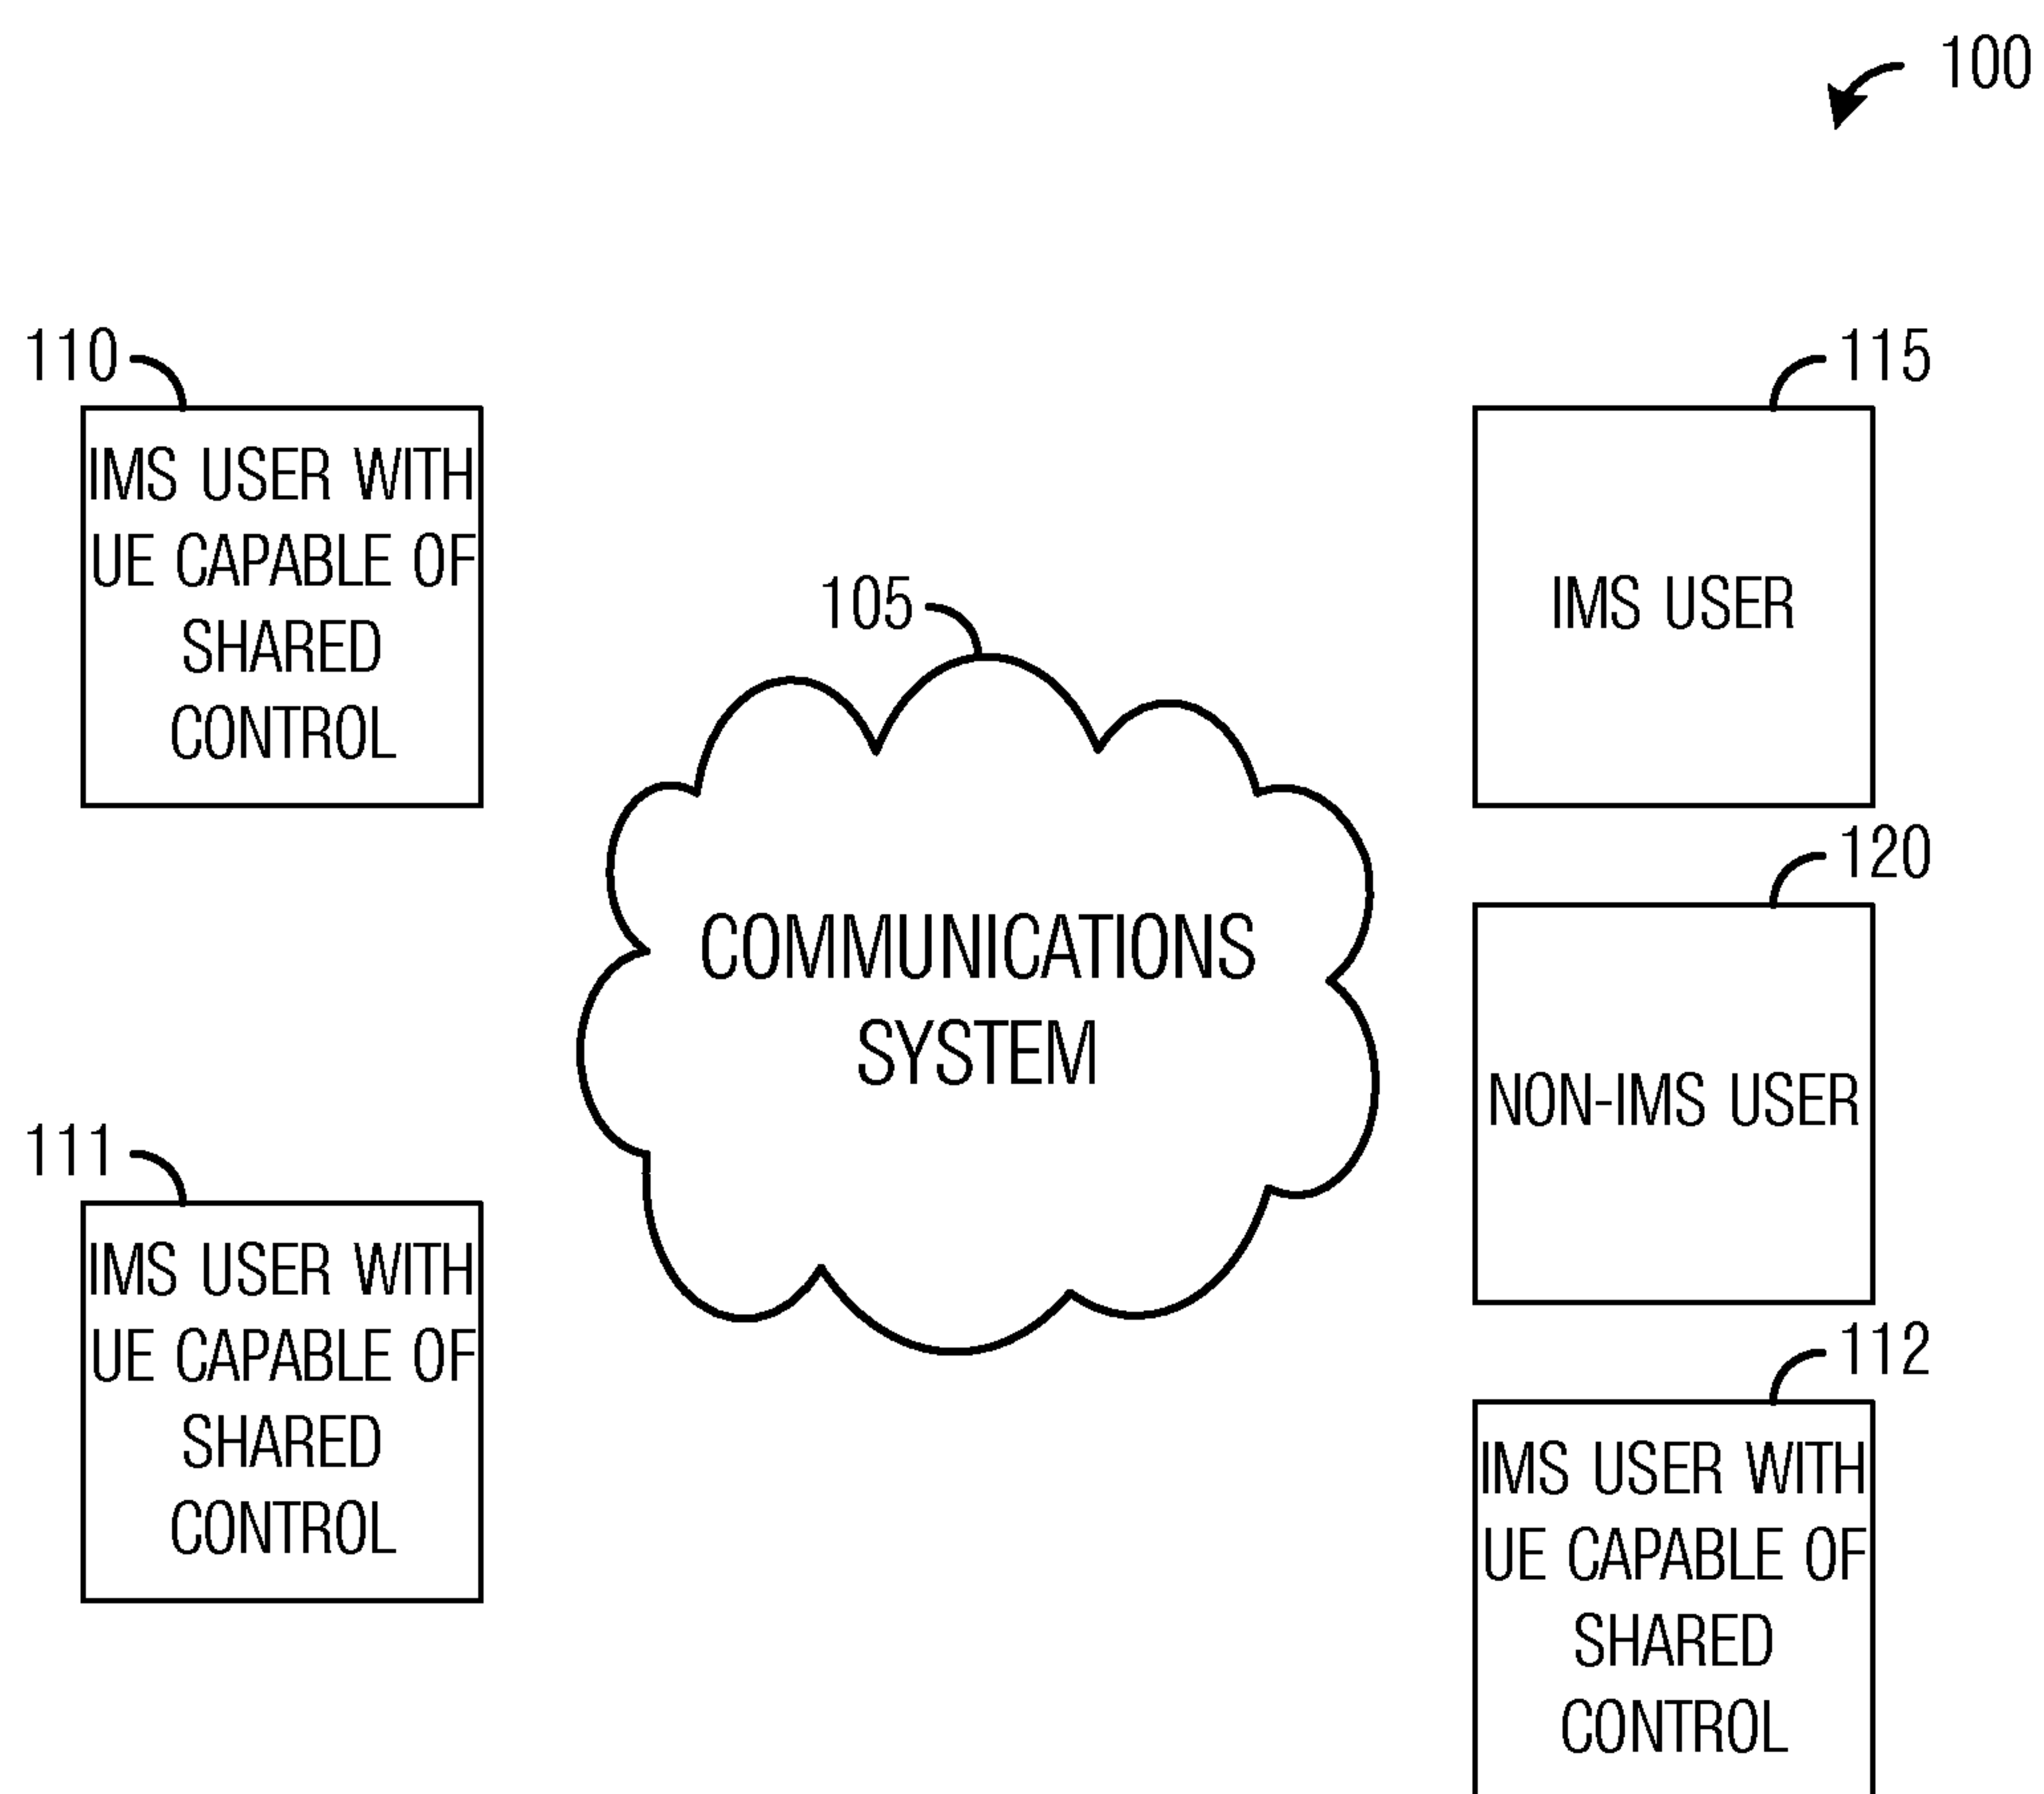 100
110
IMS USER WITH
UE CAPABLE OF
SHARED
CONTROL
115
IMS USER
105
COMMUNICATIONS
SYSTEM
120
NON-IMS USER
111
IMS USER WITH
UE CAPABLE OF
SHARED
CONTROL
112
IMS USER WITH
UE CAPABLE OF
SHARED
CONTROL